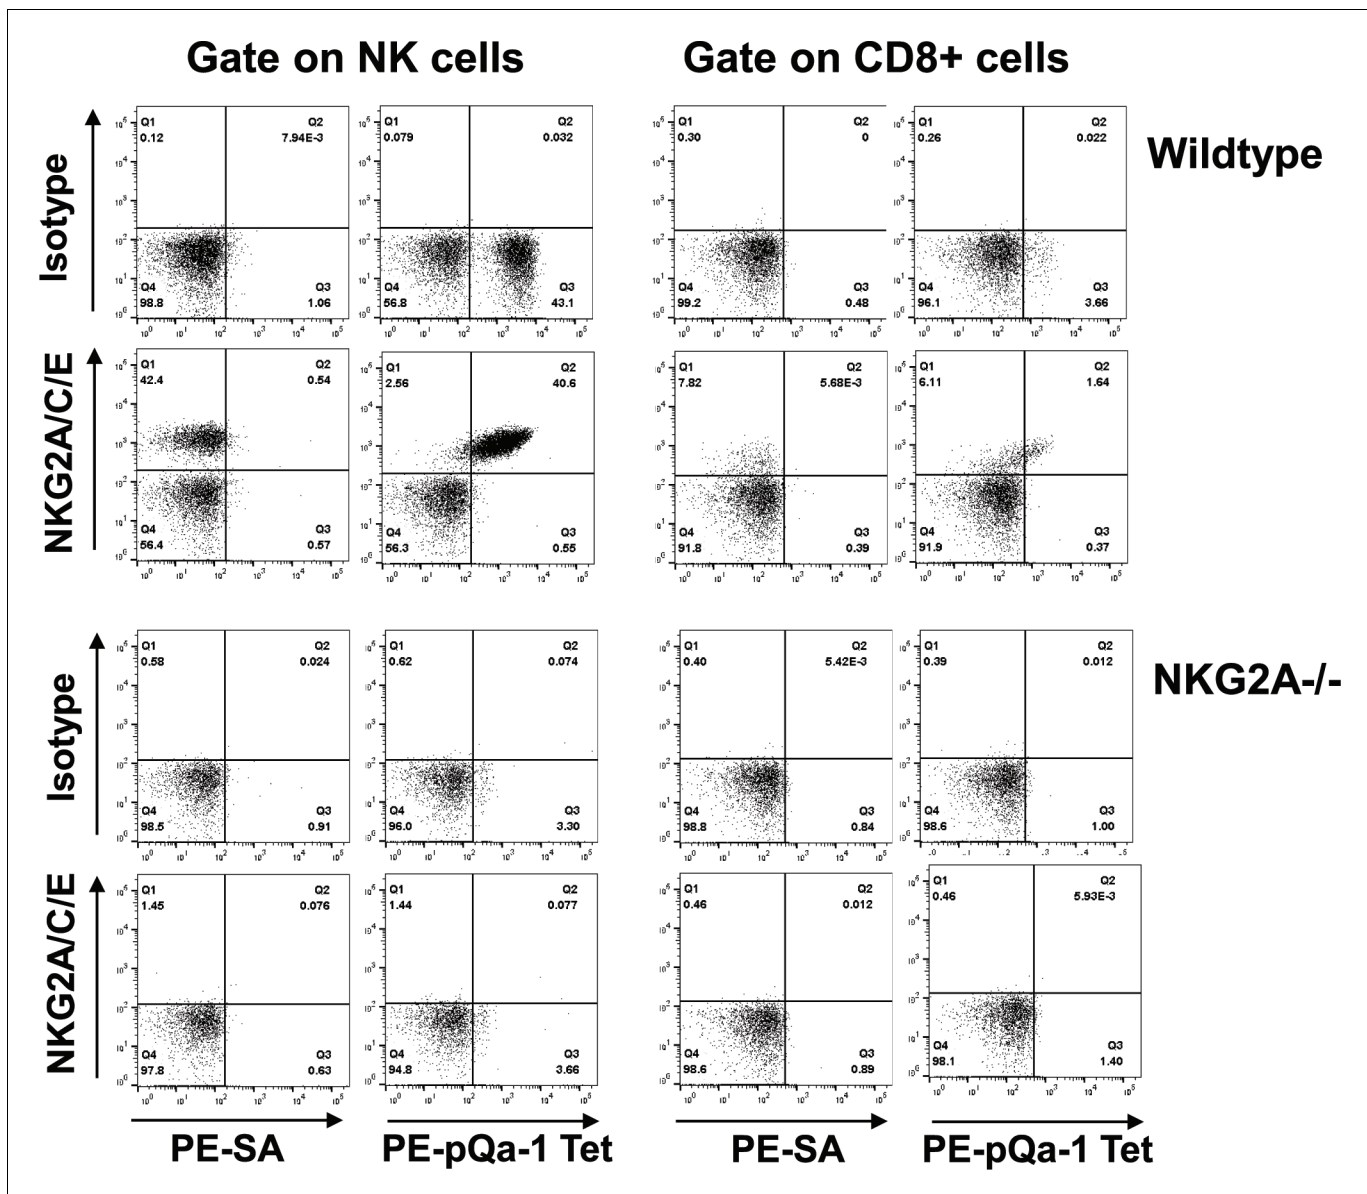 Gate on NK cells
Gate on CD8+ cells
Wildtype
Isotype
Q1 0.12 Q2 7.94E-3
Q4 98.8 Q3 1.06
Q1 0.079 Q2 0.032
Q4 56.8 Q3 43.1
Q1 0.30 Q2 0
Q4 99.2 Q3 0.48
Q1 0.26 Q2 0.022
Q4 96.1 Q3 3.66
NKG2A/C/E
Q1 42.4 Q2 0.54
Q4 56.4 Q3 0.57
Q1 2.56 Q2 40.6
Q4 56.3 Q3 0.55
Q1 7.82 Q2 5.68E-3
Q4 91.8 Q3 0.39
Q1 6.11 Q2 1.64
Q4 91.9 Q3 0.37
NKG2A-/-
Isotype
Q1 0.58 Q2 0.024
Q4 98.5 Q3 0.91
Q1 0.62 Q2 0.074
Q4 96.0 Q3 3.30
Q1 0.40 Q2 5.42E-3
Q4 98.8 Q3 0.84
Q1 0.39 Q2 0.012
Q4 98.6 Q3 1.00
NKG2A/C/E
Q1 1.45 Q2 0.076
Q4 97.8 Q3 0.63
Q1 1.44 Q2 0.077
Q4 94.8 Q3 3.66
Q1 0.46 Q2 0.012
Q4 98.6 Q3 0.89
Q1 0.46 Q2 5.93E-3
Q4 98.1 Q3 1.40
PE-SA
PE-pQa-1 Tet
PE-SA
PE-pQa-1 Tet